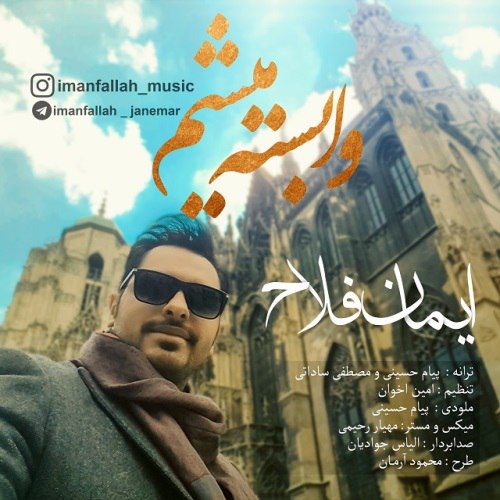 imanfallah_music
imanfallah _ janemar
وابسته میشم
ایمان فلاح
ترانه : پیام حسینی و مصطفی ساداتی
تنظیم : امین اخوان
ملودی : پیام حسینی
میکس و مستر: مهیار رحیمی
صدابردار : الیاس جوادیان
طرح : محمود آرمان